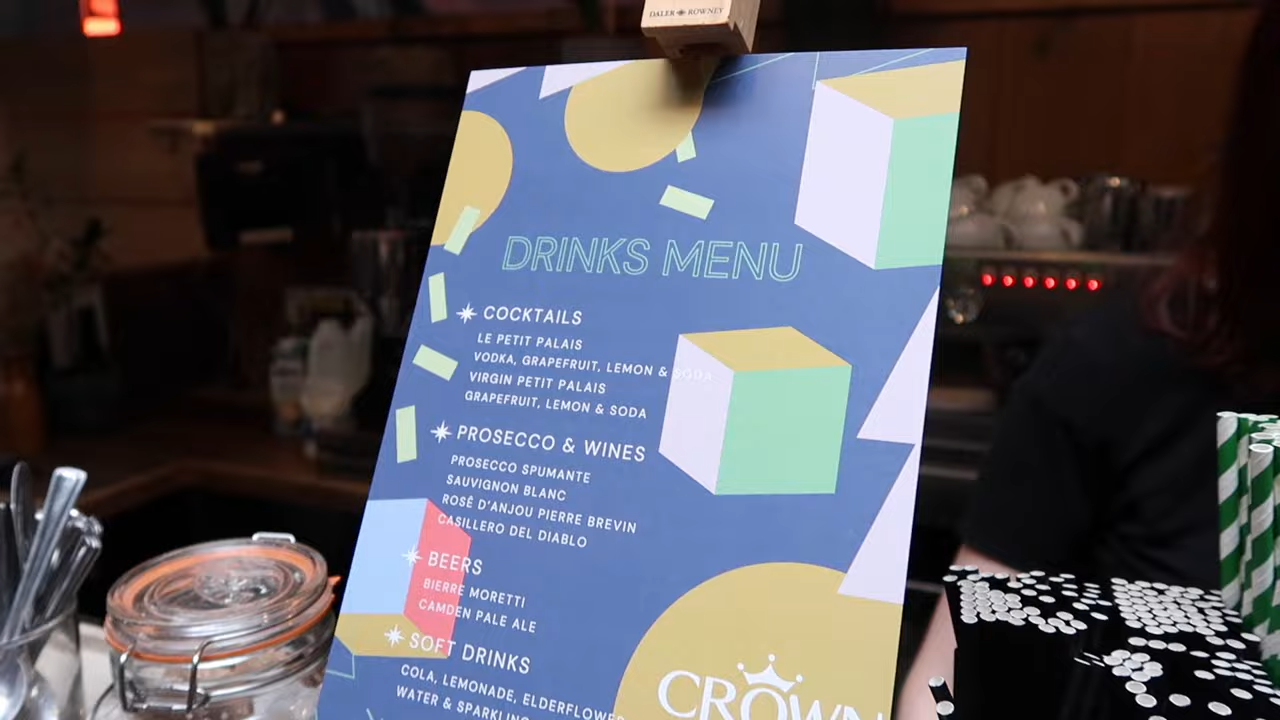 DALER ROWNEY
DRINKS MENU
COCKTAILS
LE PETIT PALAIS
VODKA, GRAPEFRUIT, LEMON & SODA
VIRGIN PETIT PALAIS
GRAPEFRUIT, LEMON & SODA
PROSECCO & WINES
PROSECCO SPUMANTE
SAUVIGNON BLANC
ROSÊ D'ANJOU PIERRE BREVIN
CASILLERO DEL DIABLO
BEERS
BIERRE MORETTI
CAMDEN PALE ALE
SOFT DRINKS
COLA, LEMONADE, ELDERFLOWER
WATER & SPARKLING
CROWN